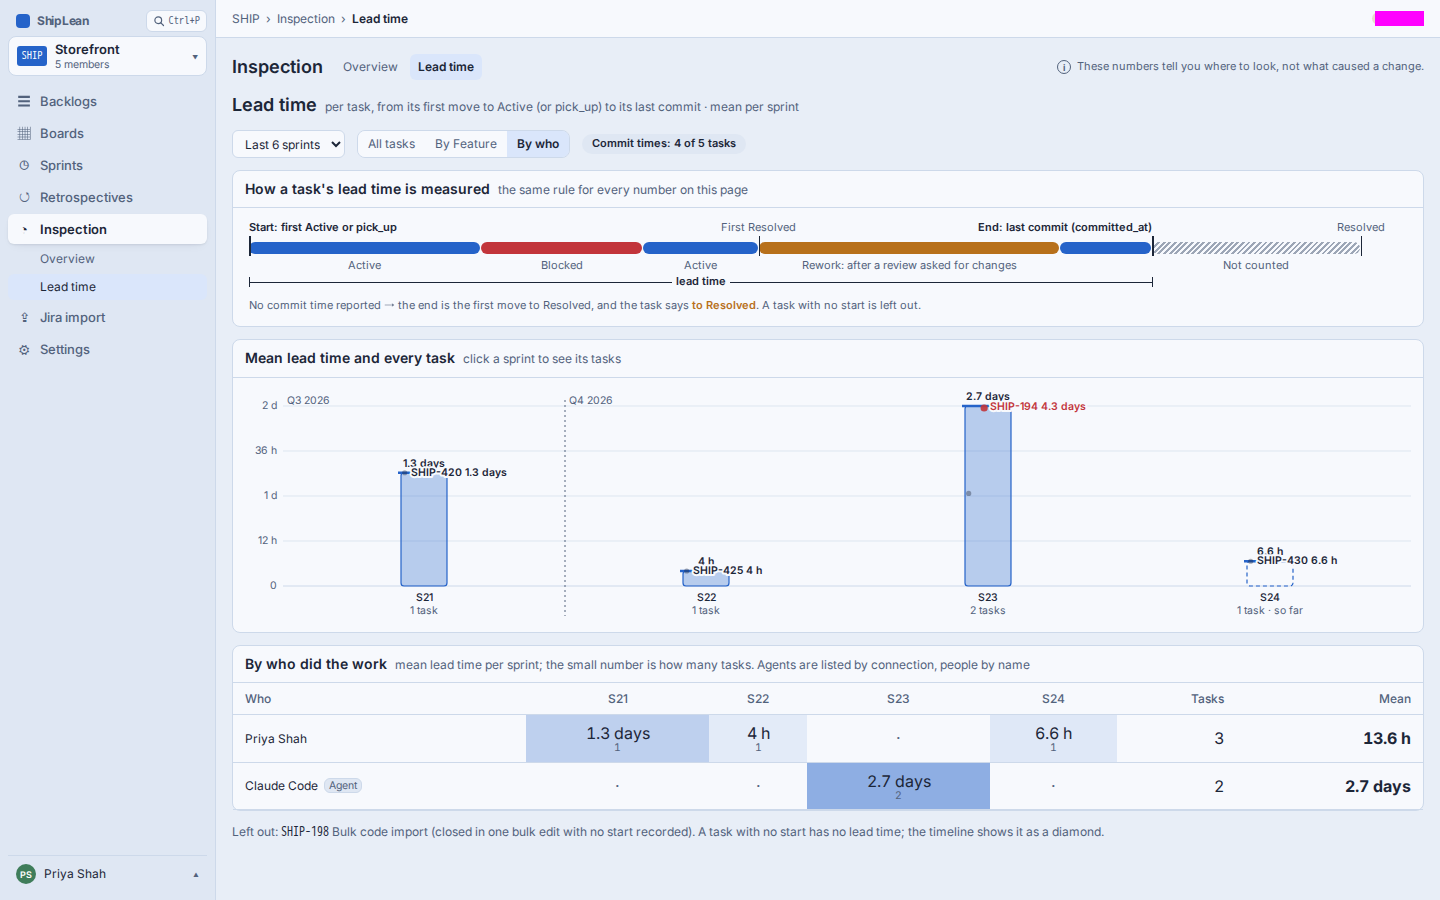 ShipLean
Ctrl+P
SHIP
Storefront
5 members
Backlogs
Boards
Sprints
Retrospectives
Inspection
Overview
Lead time
Jira import
Settings
PS Priya Shah
SHIP › Inspection › Lead time
Inspection Overview Lead time
These numbers tell you where to look, not what caused a change.
Lead time per task, from its first move to Active (or pick_up) to its last commit · mean per sprint
Last 6 sprints All tasks By Feature By who Commit times: 4 of 5 tasks
How a task's lead time is measured the same rule for every number on this page
Start: first Active or pick_up First Resolved End: last commit (committed_at) Resolved
Active Blocked Active Rework: after a review asked for changes Not counted
lead time
No commit time reported → the end is the first move to Resolved, and the task says to Resolved. A task with no start is left out.
Mean lead time and every task click a sprint to see its tasks
Q3 2026 Q4 2026
2 d
36 h
1 d
12 h
0
1.3 days
SHIP-420 1.3 days
4 h
SHIP-425 4 h
2.7 days
SHIP-194 4.3 days
6.6 h
SHIP-430 6.6 h
S21 S22 S23 S24
1 task 1 task 2 tasks 1 task · so far
By who did the work mean lead time per sprint; the small number is how many tasks. Agents are listed by connection, people by name
Who S21 S22 S23 S24 Tasks Mean
Priya Shah 1.3 days 4 h · 6.6 h 3 13.6 h
1 1 1
Claude Code Agent · · 2.7 days · 2 2.7 days
2
Left out: SHIP-198 Bulk code import (closed in one bulk edit with no start recorded). A task with no start has no lead time; the timeline shows it as a diamond.